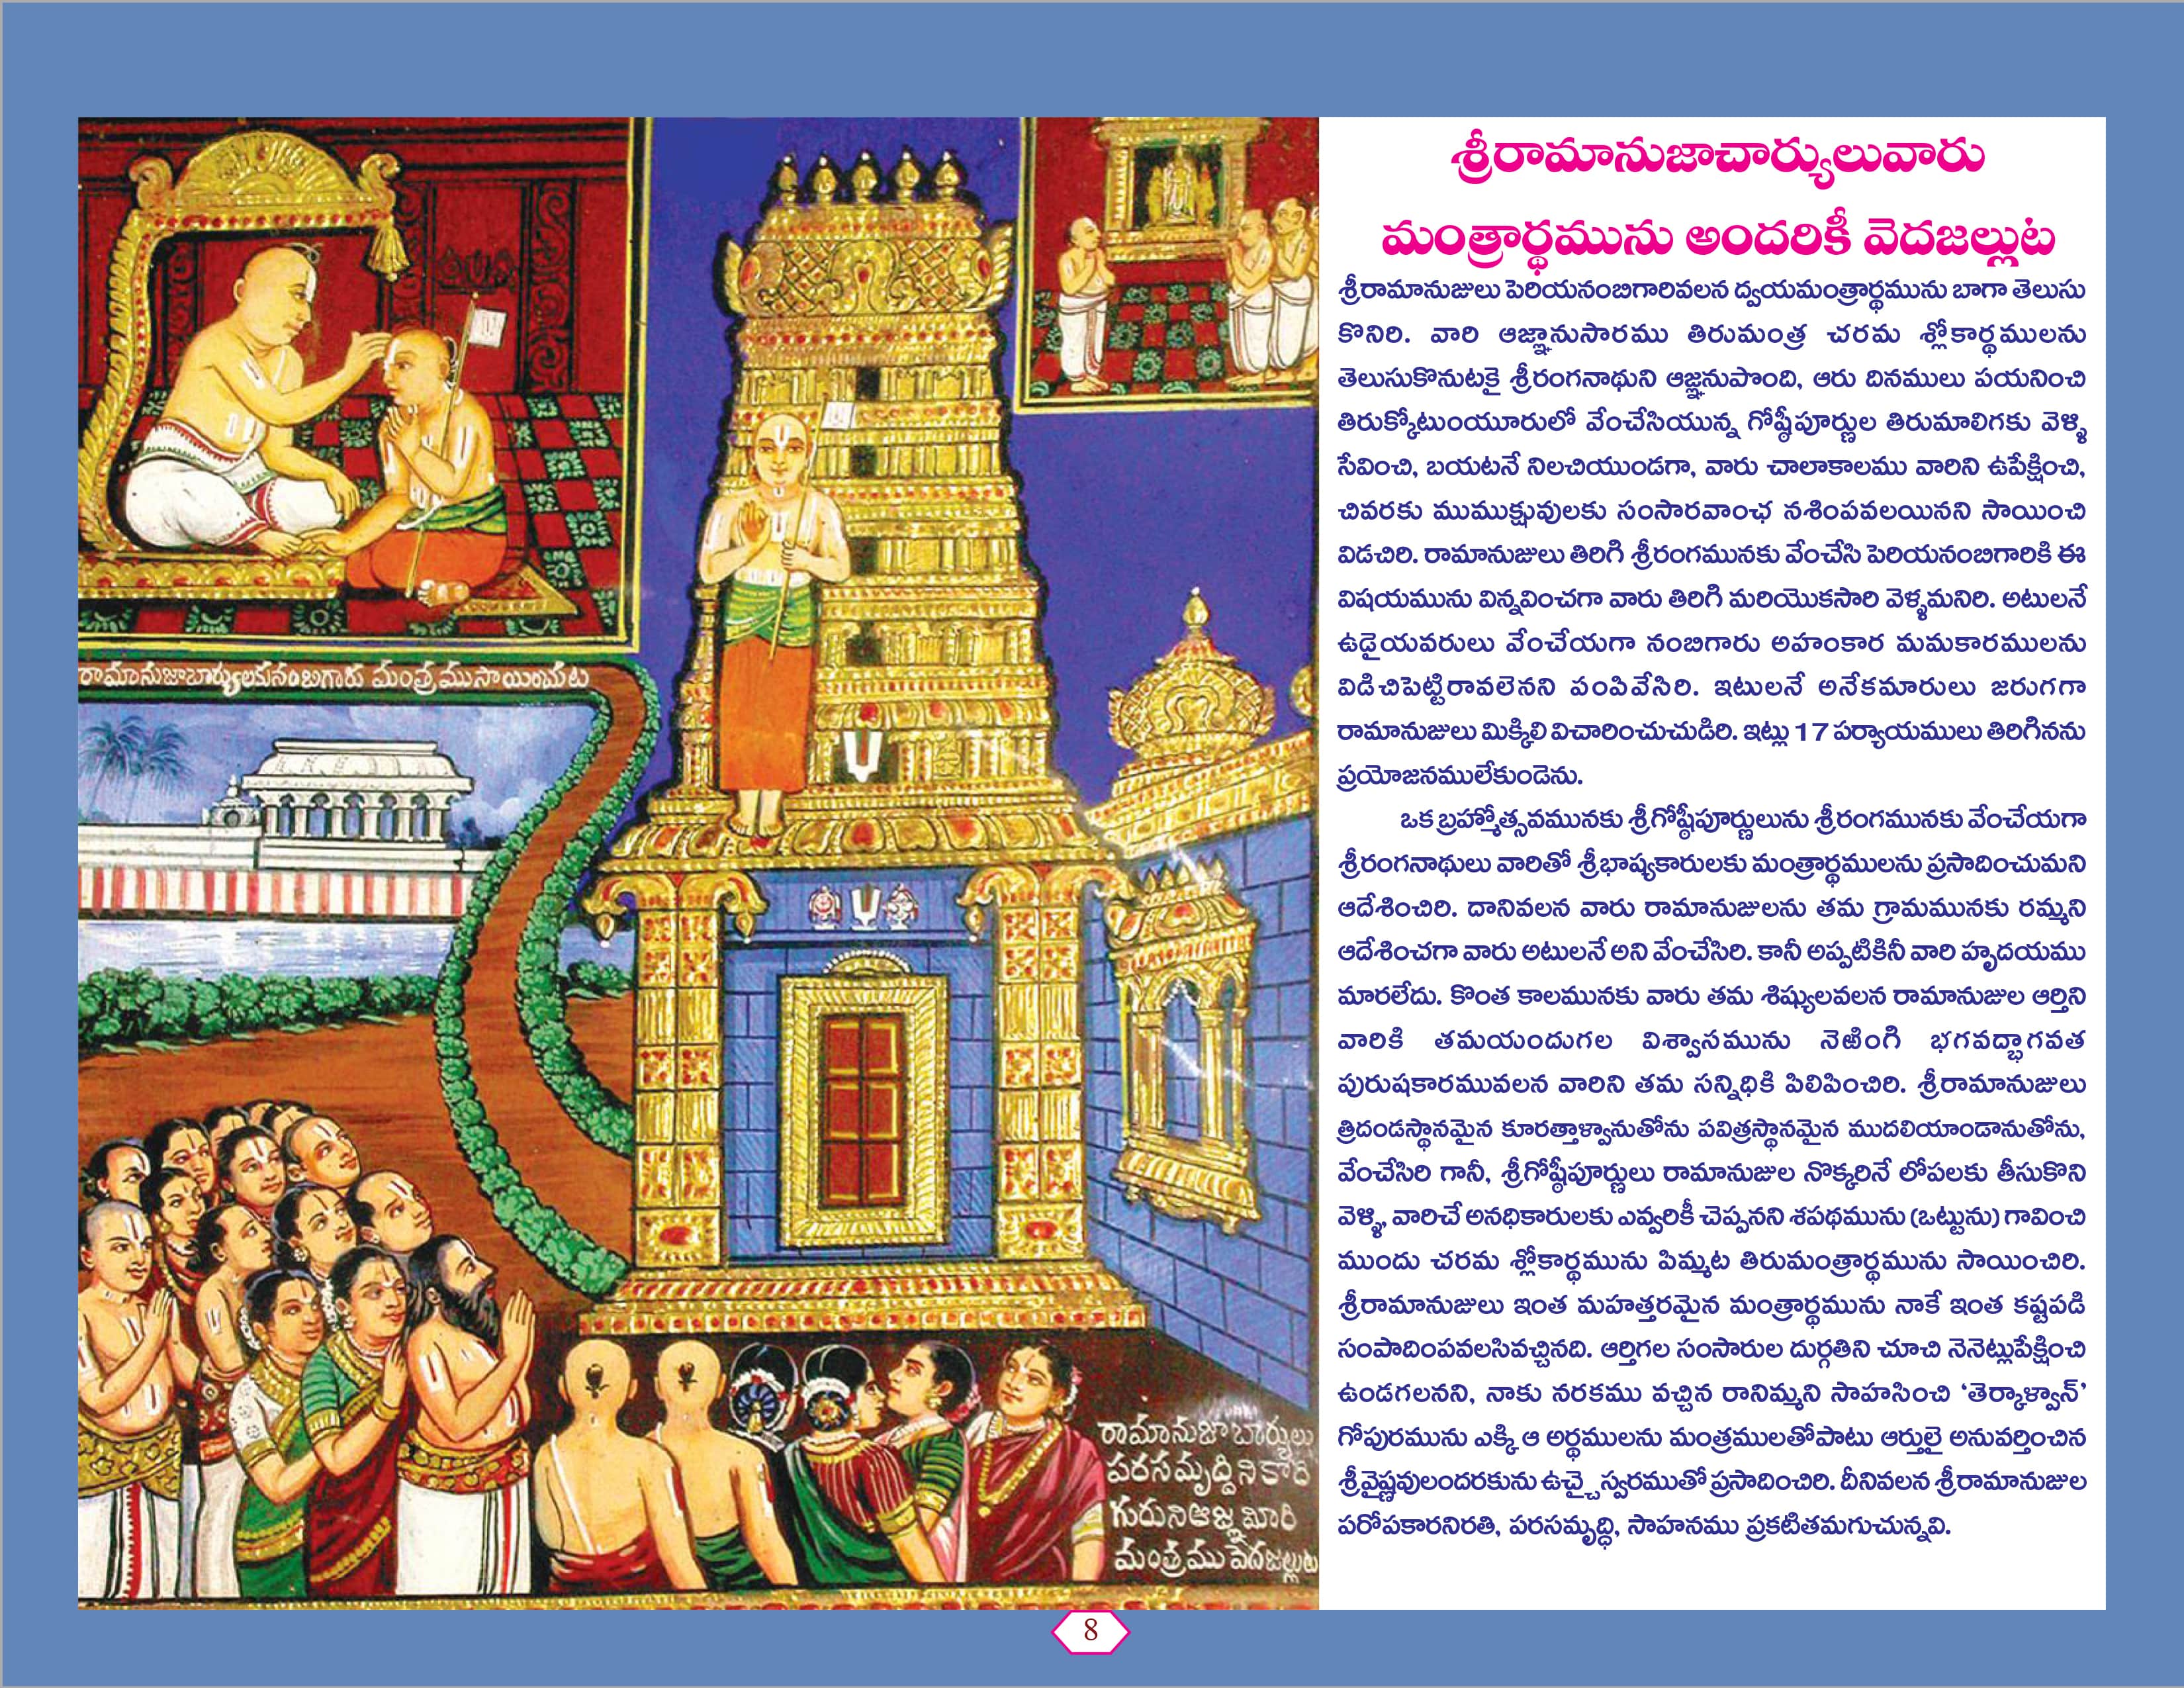 శ్రీరామానుజాచార్యులువారు
మంత్రార్థమును అందరికీ వెదజల్లుట
శ్రీరామానుజులు పెరియనంబిగారివలన ద్వయమంత్రార్థమును బాగా తెలుసు
కొనిరి. వారి ఆజ్ఞానుసారము తిరుమంత్ర చరమ శ్లోకార్థములను
తెలుసుకొనుటకై శ్రీరంగనాథుని ఆజ్ఞనుపొంది, ఆరు దినములు పయనించి
తిరుక్కోటుంయూరులో వేంచేసియున్న గోష్ఠీపూర్ణుల తిరుమాలిగకు వెళ్ళి
సేవించి, బయటనే నిలచియుండగా, వారు చాలాకాలము వారిని ఉపేక్షించి,
చివరకు ముముక్షువులకు సంసారవాంఛ నశింపవలయినని సాయించి
విడచిరి. రామానుజులు తిరిగి శ్రీరంగమునకు వేంచేసి పెరియనంబిగారికి ఈ
విషయమును విన్నవించగా వారు తిరిగి మరియొకసారి వెళ్ళమనిరి. అటులనే
ఉడైయవరులు వేంచేయగా నంబిగారు అహంకార మమకారములను
విడిచిపెట్టిరావలెనని పంపివేసిరి. ఇటులనే అనేకమారులు జరుగగా
రామానుజులు మిక్కిలి విచారించుచుడిరి. ఇట్లు 17 పర్యాయములు తిరిగినను
ప్రయోజనములేకుండెను.
ఒక బ్రహ్మోత్సవమునకు శ్రీగోష్ఠీపూర్ణులును శ్రీరంగమునకు వేంచేయగా
శ్రీరంగనాథులు వారితో శ్రీభాష్యకారులకు మంత్రార్థములను ప్రసాదించుమని
ఆదేశించిరి. దానివలన వారు రామానుజులను తమ గ్రామమునకు రమ్మని
ఆదేశించగా వారు అటులనే అని వేంచేసిరి. కానీ అప్పటికినీ వారి హృదయము
మారలేదు. కొంత కాలమునకు వారు తమ శిష్యులవలన రామానుజుల ఆర్తిని
వారికి తమయందుగల విశ్వాసమును నెఱింగి భగవద్భాగవత
పురుషకారమువలన వారిని తమ సన్నిధికి పిలిపించిరి. శ్రీరామానుజులు
త్రిదండస్థానమైన కూరత్తాళ్వానుతోను పవిత్రస్థానమైన ముదలియాండానుతోను,
వేంచేసిరి గానీ, శ్రీగోష్ఠీపూర్ణులు రామానుజుల నొక్కరినే లోపలకు తీసుకొని
వెళ్ళి, వారిచే అనధికారులకు ఎవ్వరికీ చెప్పనని శపథమును (ఒట్టును) గావించి
ముందు చరమ శ్లోకార్థమును పిమ్మట తిరుమంత్రార్థమును సాయించిరి.
శ్రీరామానుజులు ఇంత మహత్తరమైన మంత్రార్థమును నాకే ఇంత కష్టపడి
సంపాదింపవలసివచ్చినది. ఆర్తిగల సంసారుల దుర్గతిని చూచి నెనెట్లుపేక్షించి
ఉండగలనని, నాకు నరకము వచ్చిన రానిమ్మని సాహసించి ‘తెర్కాళ్వాన్’
గోపురమును ఎక్కి ఆ అర్థములను మంత్రములతోపాటు ఆర్తులై అనువర్తించిన
శ్రీవైష్ణవులందరకును ఉచ్చైస్వరముతో ప్రసాదించిరి. దీనివలన శ్రీరామానుజుల
పరోపకారనిరతి, పరసమృద్ధి, సాహనము ప్రకటితమగుచున్నవి.
రామానుజాచార్యులకునంబిగారు మంత్రముసాయించుట
రామానుజాచార్యులు
పరసమృద్ధినికోరి
గురునిఆజ్ఞమీరి
మంత్రము వెదజల్లుట
8